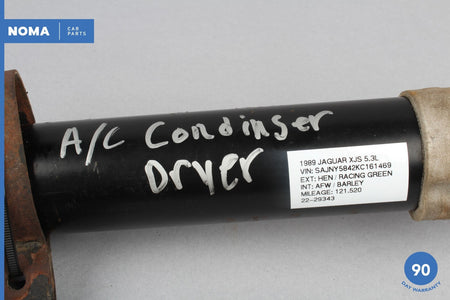 NOMA CAR PARTS
A/C Condinser
Dryer
1989 JAGUAR XJS 5.3L
VIN: SAJNY5842KC161469
EXT: HEN / RACING GREEN
INT: AFW / BARLEY
MILEAGE: 121.520
22-29343
90
DAY WARRANTY